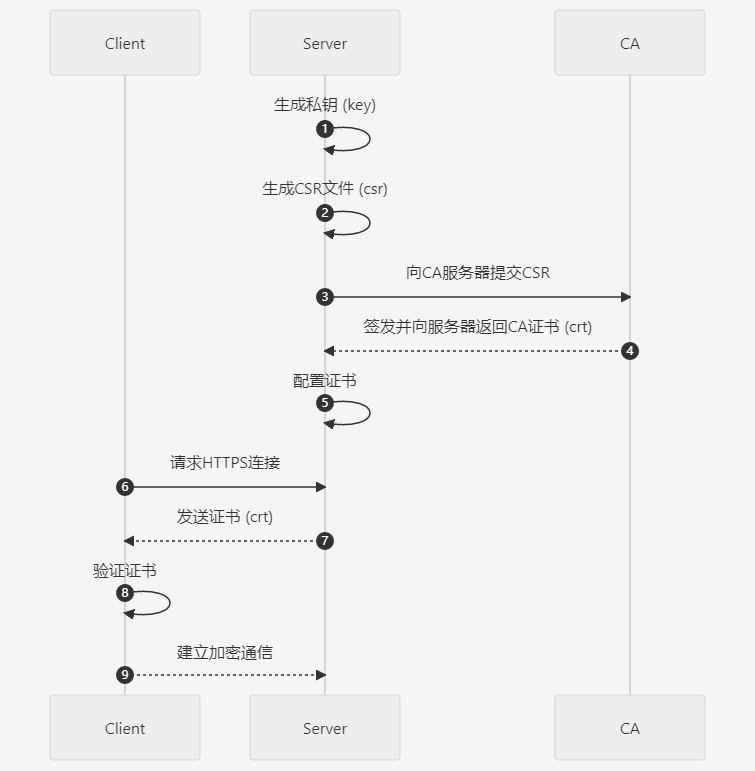 Client
Server
CA
生成私钥 (key)
1
生成CSR文件 (csr)
2
向CA服务器提交CSR
3
签发并向服务器返回CA证书 (crt)
4
配置证书
5
请求HTTPS连接
6
发送证书 (crt)
7
验证证书
8
建立加密通信
9
Client
Server
CA